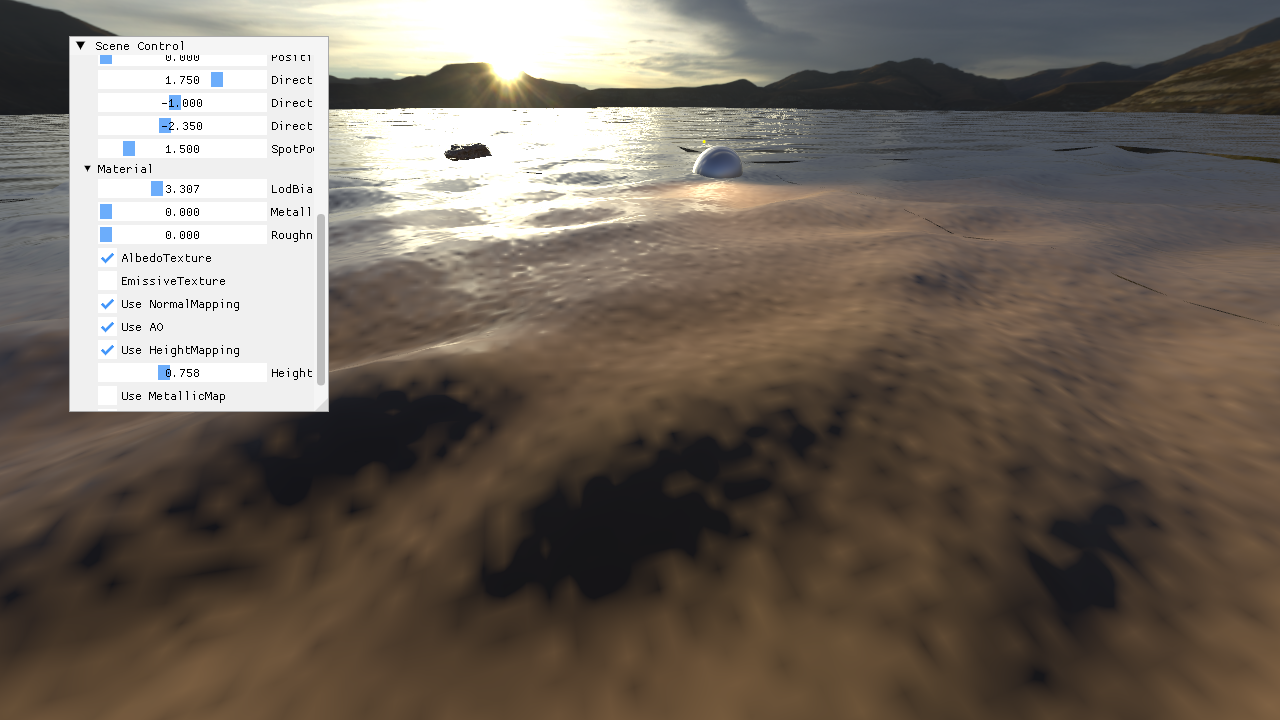 Scene Control
0.000 Positi
1.750 Direct
-1.000 Direct
-2.350 Direct
1.500 SpotPo
Material
3.307 LodBia
0.000 Metall
0.000 Roughn
AlbedoTexture
EmissiveTexture
Use NormalMapping
Use AO
Use HeightMapping
0.758 Height
Use MetallicMap